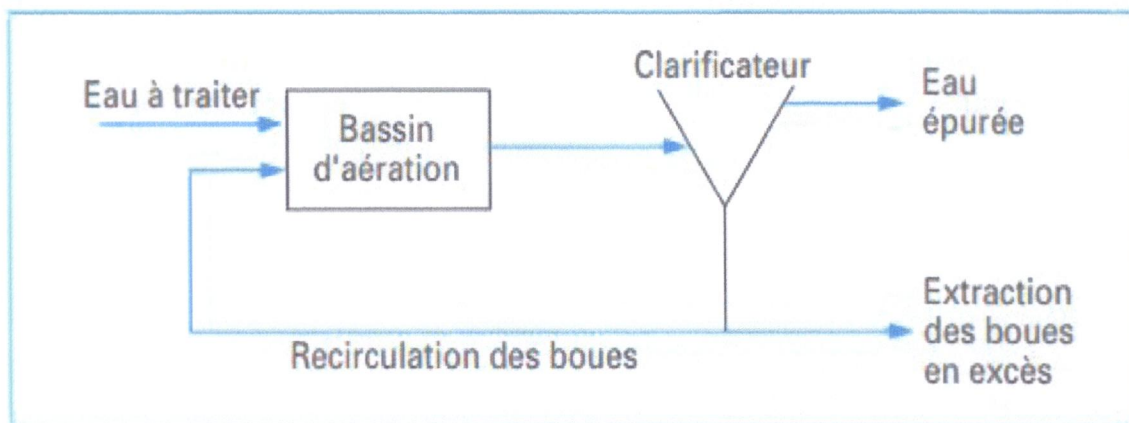 Eau à traiter
Bassin
d'aération
Clarificateur
Eau
épurée
Recirculation des boues
Extraction
des boues
en excès